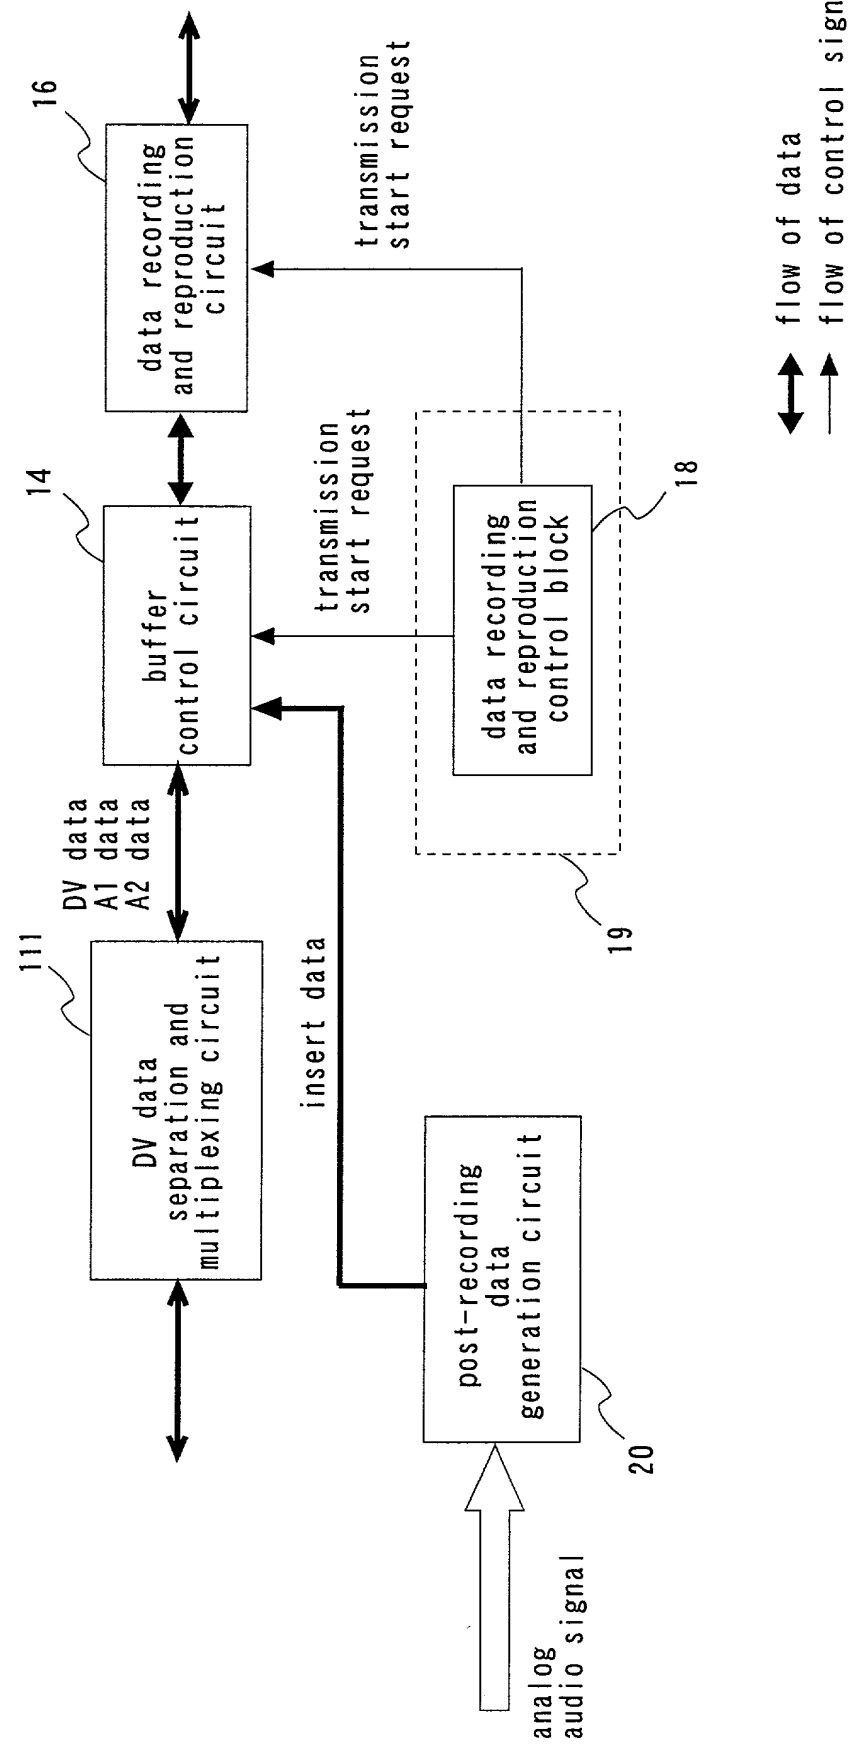 111
DV data
separation and
multiplexing circuit
DV data
A1 data
A2 data
14
buffer
control circuit
16
data recording
and reproduction
circuit
insert data
transmission
start request
transmission
start request
analog
audio signal
post-recording
data
generation circuit
20
19
data recording
and reproduction
control block
18
flow of data
flow of control sign